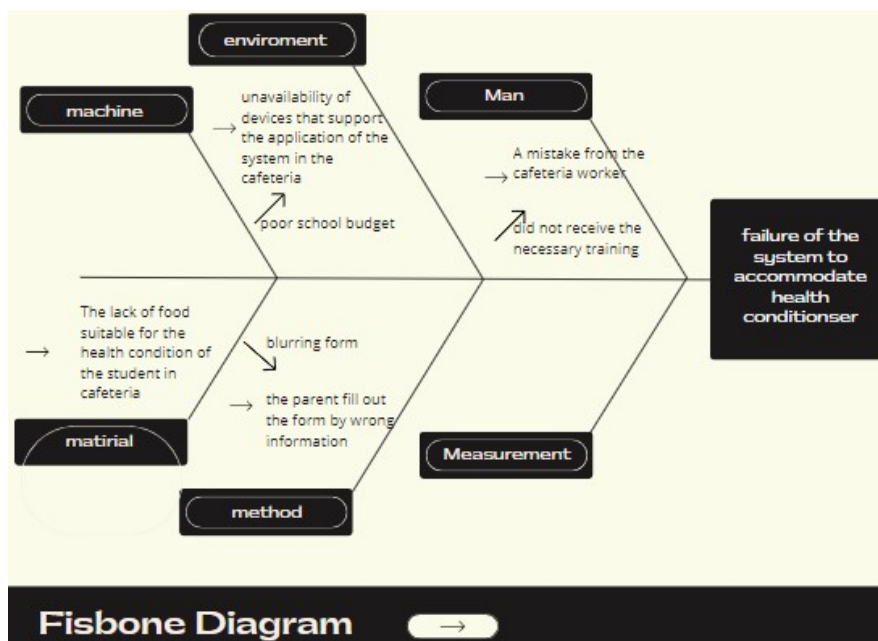 enviroment
machine
Man
unavailability of
devices that support
the application of the
system in the
cafeteria
poor school budget
A mistake from the
cafeteria worker
did not receive the
necessary training
failure of the
system to
accommodate
health
conditionser
The lack of food
suitable for the
health condition of
the student in
cafeteria
blurring form
the parent fill out
the form by wrong
information
matirial
Measurement
method
Fisbone Diagram